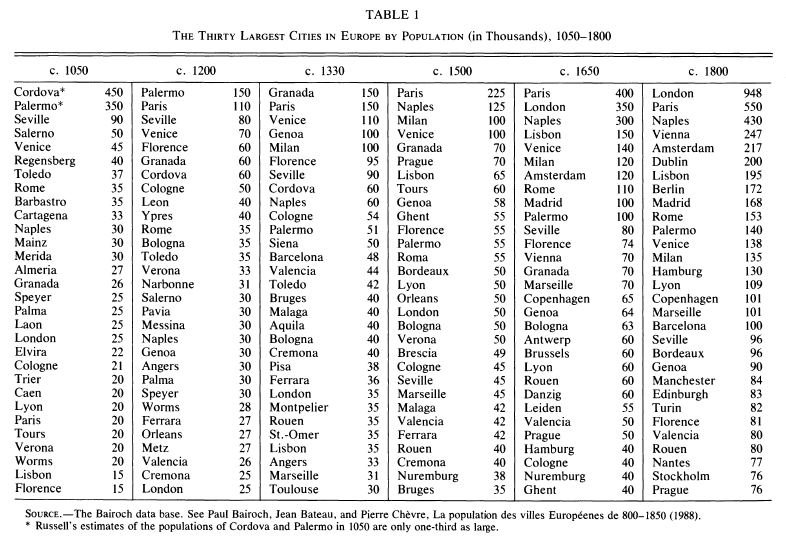 TABLE 1
THE THIRTY LARGEST CITIES IN EUROPE BY POPULATION (in Thousands), 1050–1800
c. 1050 c. 1200 c. 1330 c. 1500 c. 1650 c. 1800
Cordova* 450 Palermo 150 Granada 150 Paris 225 Paris 400 London 948
Palermo* 350 Paris 110 Paris 150 Naples 125 London 350 Paris 550
Seville 90 Seville 80 Venice 110 Milan 100 Naples 300 Naples 430
Salerno 50 Venice 70 Genoa 100 Venice 100 Lisbon 150 Vienna 247
Venice 45 Florence 60 Milan 100 Granada 70 Venice 140 Amsterdam 217
Regensberg 40 Granada 60 Florence 95 Prague 70 Milan 120 Dublin 200
Toledo 37 Cordova 60 Seville 90 Lisbon 65 Amsterdam 120 Lisbon 195
Rome 35 Cologne 50 Cordova 60 Tours 60 Rome 110 Berlin 172
Barbastro 35 Leon 40 Naples 60 Genoa 58 Madrid 100 Madrid 168
Cartagena 33 Ypres 40 Cologne 54 Ghent 55 Palermo 100 Rome 153
Naples 30 Rome 35 Palermo 51 Florence 55 Seville 80 Palermo 140
Mainz 30 Bologna 35 Siena 50 Palermo 55 Florence 74 Venice 138
Merida 30 Toledo 35 Barcelona 48 Roma 55 Vienna 70 Milan 135
Almeria 27 Verona 33 Valencia 44 Bordeaux 50 Granada 70 Hamburg 130
Granada 26 Narbonne 31 Toledo 42 Lyon 50 Marseille 70 Lyon 109
Speyer 25 Salerno 30 Bruges 40 Orleans 50 Copenhagen 65 Copenhagen 101
Palma 25 Pavia 30 Malaga 40 London 50 Genoa 64 Marseille 101
Laon 25 Messina 30 Aquila 40 Bologna 50 Bologna 63 Barcelona 100
London 25 Naples 30 Bologna 40 Verona 50 Antwerp 60 Seville 96
Elvira 22 Genoa 30 Cremona 40 Brescia 49 Brussels 60 Bordeaux 96
Cologne 21 Angers 30 Pisa 38 Cologne 45 Lyon 60 Genoa 90
Trier 20 Palma 30 Ferrara 36 Seville 45 Rouen 60 Manchester 84
Caen 20 Speyer 30 London 35 Marseille 45 Danzig 60 Edinburgh 83
Lyon 20 Worms 28 Montpelier 35 Malaga 42 Leiden 55 Turin 82
Paris 20 Ferrara 27 Rouen 35 Valencia 42 Valencia 50 Florence 81
Tours 20 Orleans 27 St.-Omer 35 Ferrara 42 Prague 50 Valencia 80
Verona 20 Metz 27 Lisbon 35 Rouen 40 Hamburg 40 Rouen 80
Worms 20 Valencia 26 Angers 33 Cremona 40 Cologne 40 Nantes 77
Lisbon 15 Cremona 25 Marseille 31 Nuremburg 38 Nuremburg 40 Stockholm 76
Florence 15 London 25 Toulouse 30 Bruges 35 Ghent 40 Prague 76
SOURCE.—The Bairoch data base. See Paul Bairoch, Jean Bateau, and Pierre Chèvre, La population des villes Européenes de 800–1850 (1988).
* Russell's estimates of the populations of Cordova and Palermo in 1050 are only one-third as large.